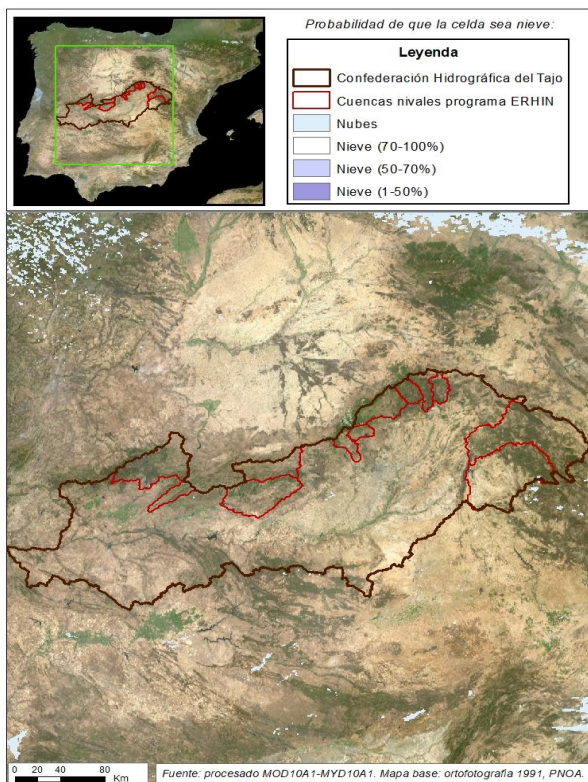 Probabilidad de que la celda sea nieve:
Leyenda
Confederación Hidrográfica del Tajo
Cuencas nivales programa ERHIN
Nubes
Nieve (70-100%)
Nieve (50-70%)
Nieve (1-50%)
0 20 40 80
Km
Fuente: procesado MOD10A1-MYD10A1. Mapa base: ortofotografía 1991, PNOA.